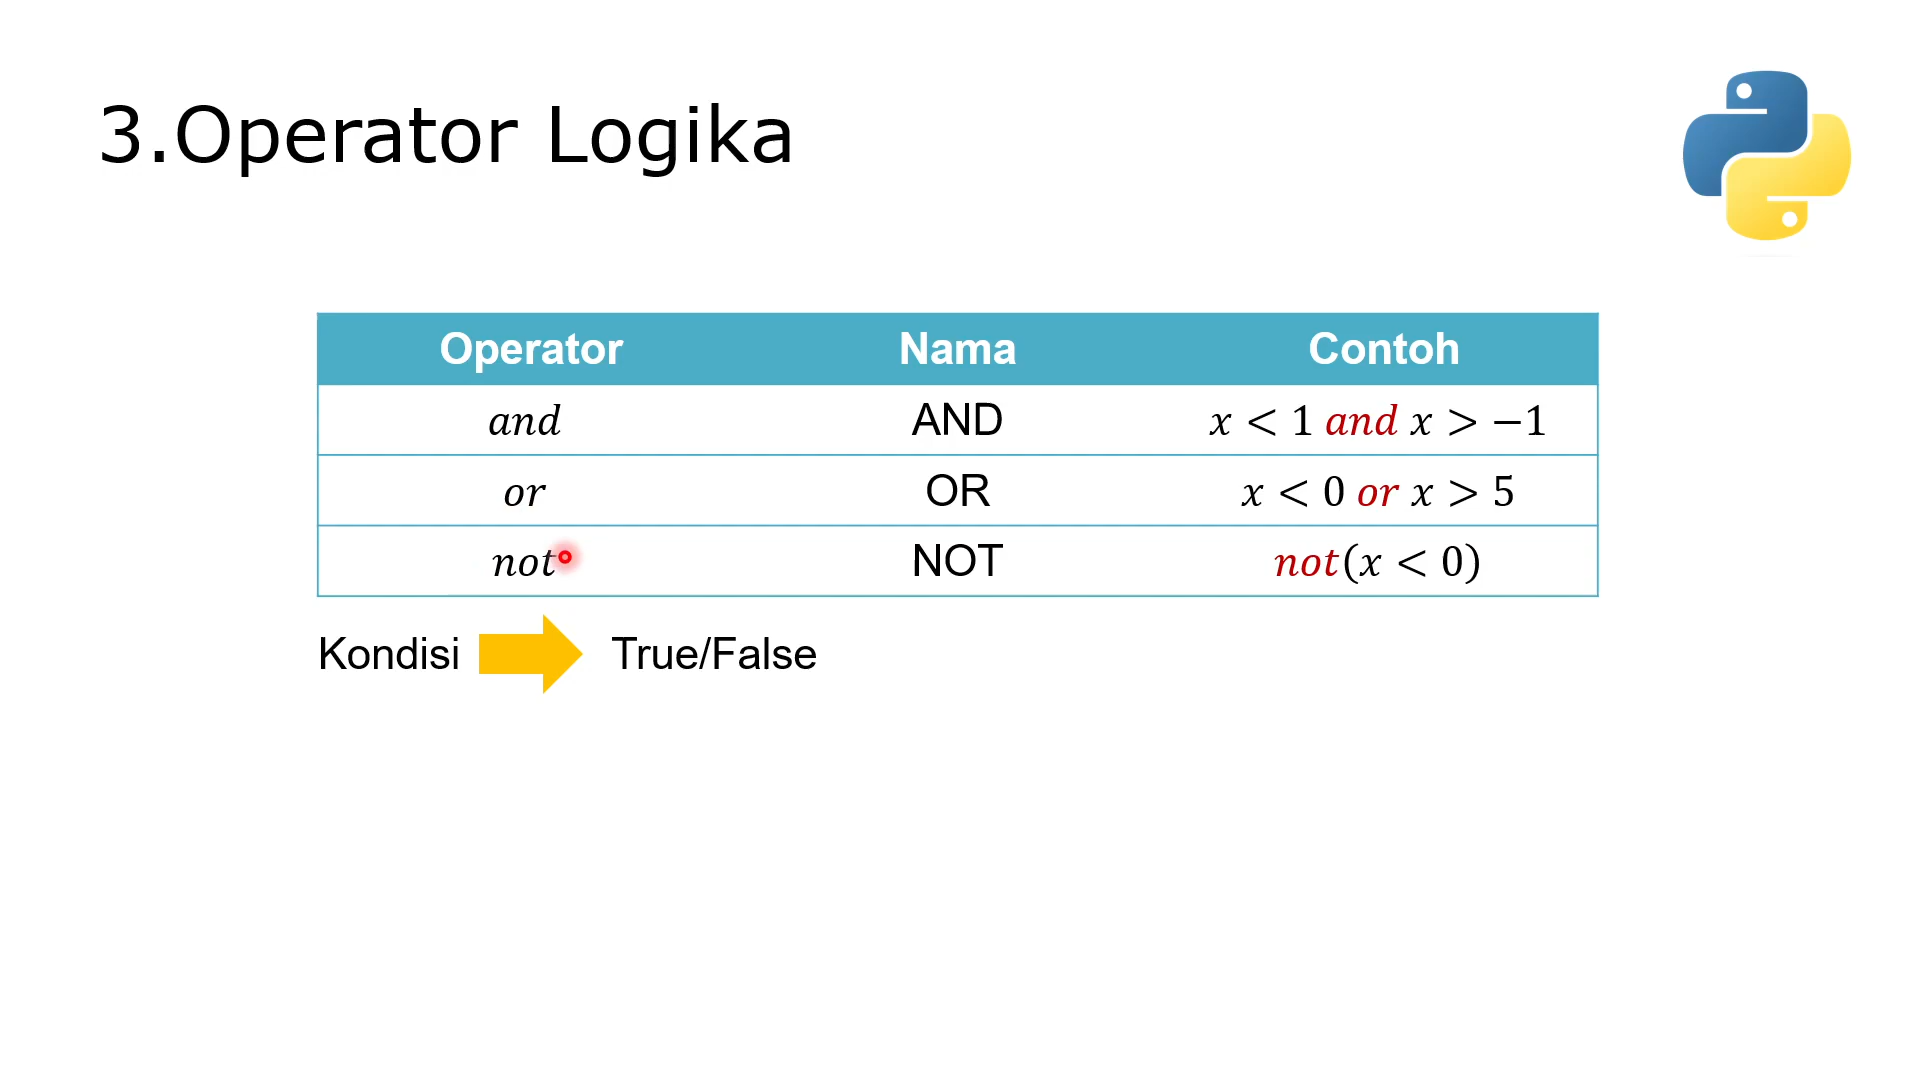 3.Operator Logika
Operator Nama Contoh
and AND x < 1 and x > −1
or OR x < 0 or x > 5
not NOT not(x < 0)
Kondisi True/False